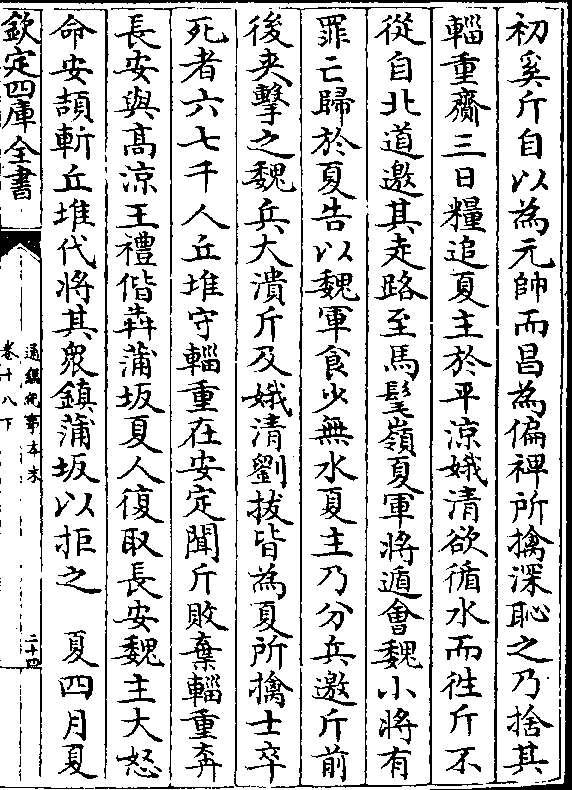 初奚斤自以為元帥而昌為偏裨所擒深恥之乃捨其
輜重齎三日糧追夏主於平涼娥清欲循水而徃斤不
從自北道邀其走路至馬髦嶺夏軍將遁會魏小將有
罪亡歸於夏告以魏軍食少無水夏主乃分兵邀斤前
後夾擊之魏兵大潰斤及娥清劉拔皆為夏所擒士卒
死者六七千人丘堆守輜重在安定聞斤敗棄輜重奔
長安與高涼王禮偕犇蒲坂夏人復取長安魏主大怒
命安頡斬丘堆代將其衆鎮蒲坂以拒之　夏四月夏
欽定四庫全書
通鑑紀事本末
卷十八下
二十四